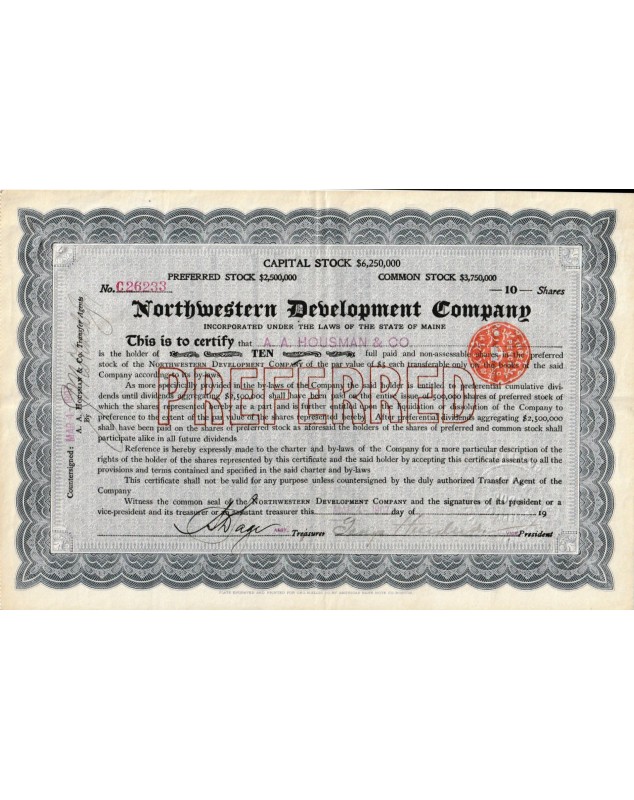 CAPITAL STOCK $6,250,000
PREFERRED STOCK $2,500,000 COMMON STOCK $3,750,000
No. C26233 —10— Shares
Northwestern Development Company
INCORPORATED UNDER THE LAWS OF THE STATE OF MAINE
This is to certify that A. A. HOUSMAN & CO.
is the holder of TEN full paid and non-assessable shares in the preferred
stock of the NORTHWESTERN DEVELOPMENT COMPANY of the par value of $5 each transferable only on the books of the said
Company according to its by-laws
As more specifically provided in the by-laws of the Company the said stock is entitled to preferential cumulative divi-
dends until dividends aggregating $2,500,000 shall have been paid on the entire issue of $2,500,000 shares of preferred stock of
which the shares represented hereby are a part and is further entitled upon the liquidation or dissolution of the Company to
preference to the extent of the par value of the shares represented hereby After preferential dividends aggregating $2,500,000
shall have been paid on the shares of preferred stock as aforesaid the holders of the shares of preferred and common stock shall
participate alike in all future dividends
Reference is hereby expressly made to the charter and by-laws of the Company for a more particular description of the
rights of the holder of the shares represented by this certificate and the said holder by accepting this certificate assents to all the
provisions and terms contained and specified in the said charter and by-laws
This certificate shall not be valid for any purpose unless countersigned by the duly authorized Transfer Agent of the
Company
Witness the common seal of the NORTHWESTERN DEVELOPMENT COMPANY and the signatures of its president or a
vice-president and its treasurer or an assistant treasurer this day of 19
ASST. Treasurer VICE President
PREFERRED
Countersigned:
A. A. HOUSMAN & CO. Transfer Agents
By